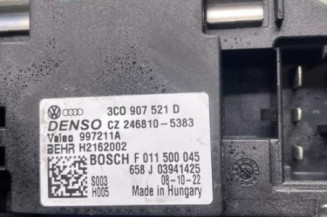 3C0 907 521 D
DENSO CZ 246810-5383
Valeo 997211A
BEHR H2162002
BOSCH F 011 500 045
658 J 03941425
S003 08-10-22
H005 Made in Hungary